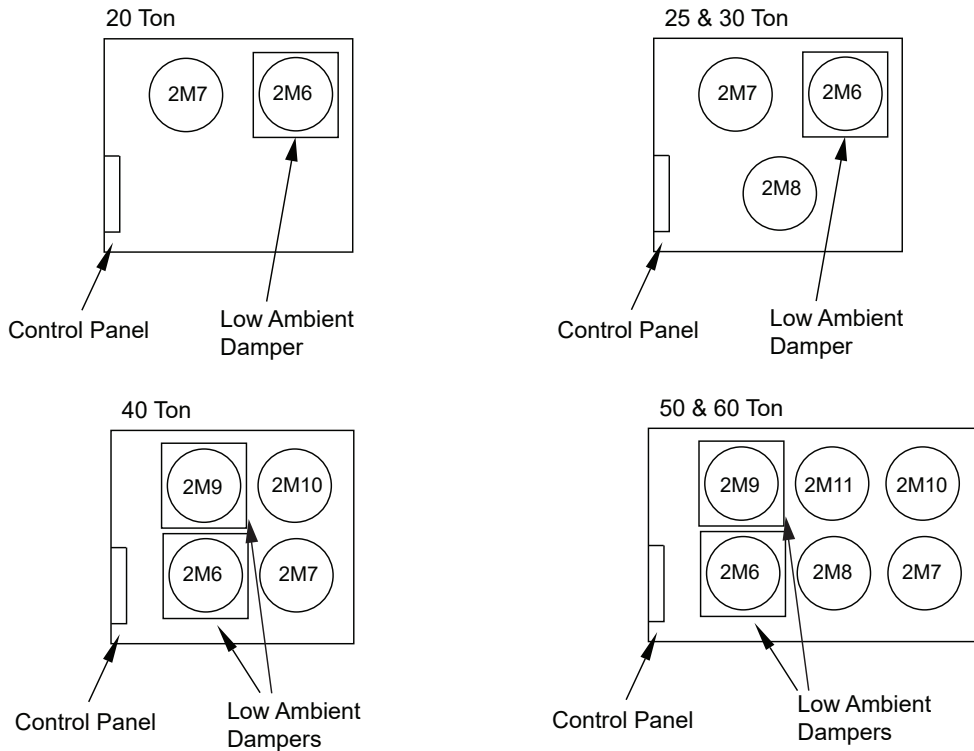 20 Ton
2M7
2M6
Control Panel
Low Ambient
Damper
25 & 30 Ton
2M7
2M6
2M8
Control Panel
Low Ambient
Damper
40 Ton
2M9
2M10
2M6
2M7
Control Panel
Low Ambient
Dampers
50 & 60 Ton
2M9
2M11
2M10
2M6
2M8
2M7
Control Panel
Low Ambient
Dampers